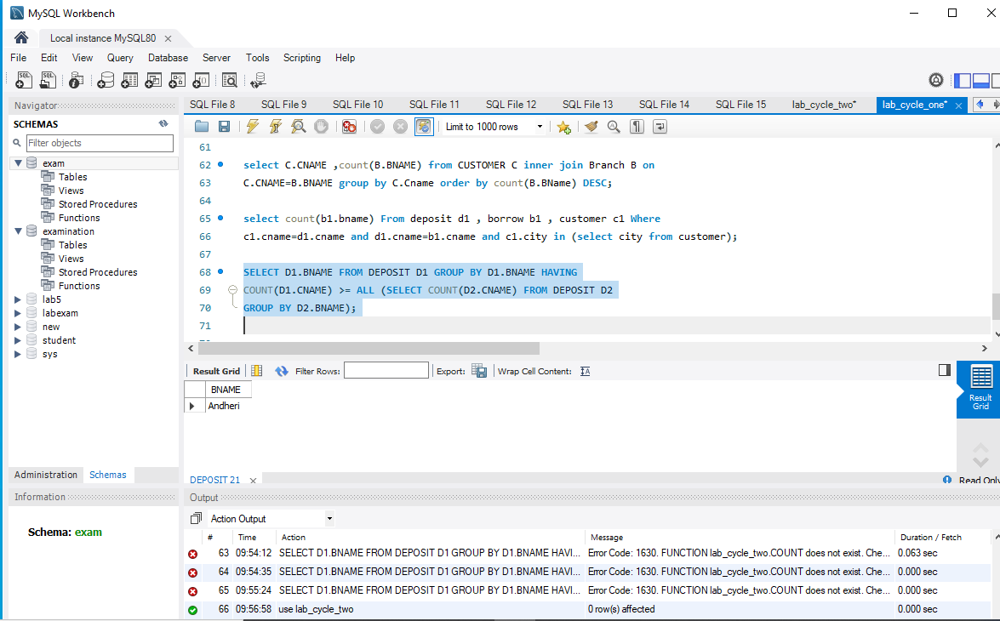 MySQL Workbench
Local instance MySQL80
File Edit View Query Database Server Tools Scripting Help
Navigator
SCHEMAS
Filter objects
exam
Tables
Views
Stored Procedures
Functions
examination
Tables
Views
Stored Procedures
Functions
lab5
labexam
new
student
sys
Administration Schemas
Information
Schema: exam
SQL File 8 SQL File 9 SQL File 10 SQL File 11 SQL File 12 SQL File 13 SQL File 14 SQL File 15 lab_cycle_two* lab_cycle_one*
Limit to 1000 rows
61
62 select C.CNAME ,count(B.BNAME) from CUSTOMER C inner join Branch B on
63 C.CNAME=B.BNAME group by C.Cname order by count(B.BName) DESC;
64
65 select count(b1.bname) From deposit d1 , borrow b1 , customer c1 Where
66 c1.cname=d1.cname and d1.cname=b1.cname and c1.city in (select city from customer);
67
68 SELECT D1.BNAME FROM DEPOSIT D1 GROUP BY D1.BNAME HAVING
69 COUNT(D1.CNAME) >= ALL (SELECT COUNT(D2.CNAME) FROM DEPOSIT D2
70 GROUP BY D2.BNAME);
71
Result Grid Filter Rows: Export: Wrap Cell Content:
BNAME
Andheri
Result
Grid
DEPOSIT 21
Read Only
Output
Action Output
# Time Action Message Duration / Fetch
63 09:54:12 SELECT D1.BNAME FROM DEPOSIT D1 GROUP BY D1.BNAME HAVI... Error Code: 1630. FUNCTION lab_cycle_two.COUNT does not exist. Che... 0.063 sec
64 09:54:35 SELECT D1.BNAME FROM DEPOSIT D1 GROUP BY D1.BNAME HAVI... Error Code: 1630. FUNCTION lab_cycle_two.COUNT does not exist. Che... 0.000 sec
65 09:55:24 SELECT D1.BNAME FROM DEPOSIT D1 GROUP BY D1.BNAME HAVI... Error Code: 1630. FUNCTION lab_cycle_two.COUNT does not exist. Che... 0.000 sec
66 09:56:58 use lab_cycle_two 0 row(s) affected 0.000 sec